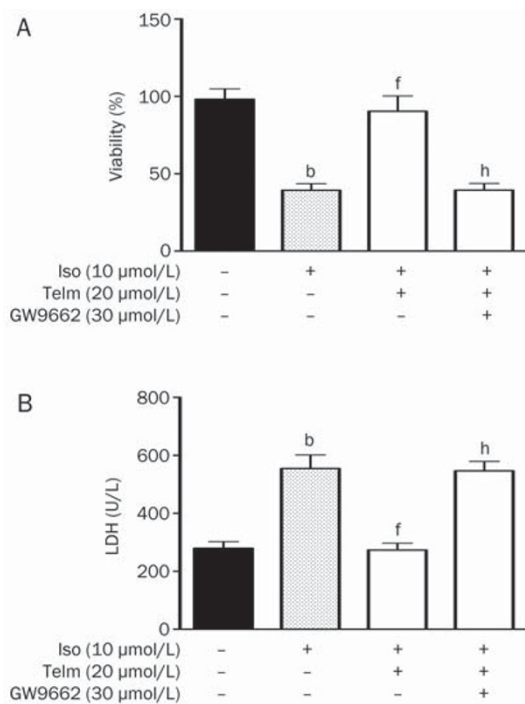 A
150
100
50
0
Viability (%)
b
f
h
Iso (10 μmol/L) – + + +
Telm (20 μmol/L) – – + +
GW9662 (30 μmol/L) – – – +
B
800
600
400
200
0
LDH (U/L)
b
f
h
Iso (10 μmol/L) – + + +
Telm (20 μmol/L) – – + +
GW9662 (30 μmol/L) – – – +